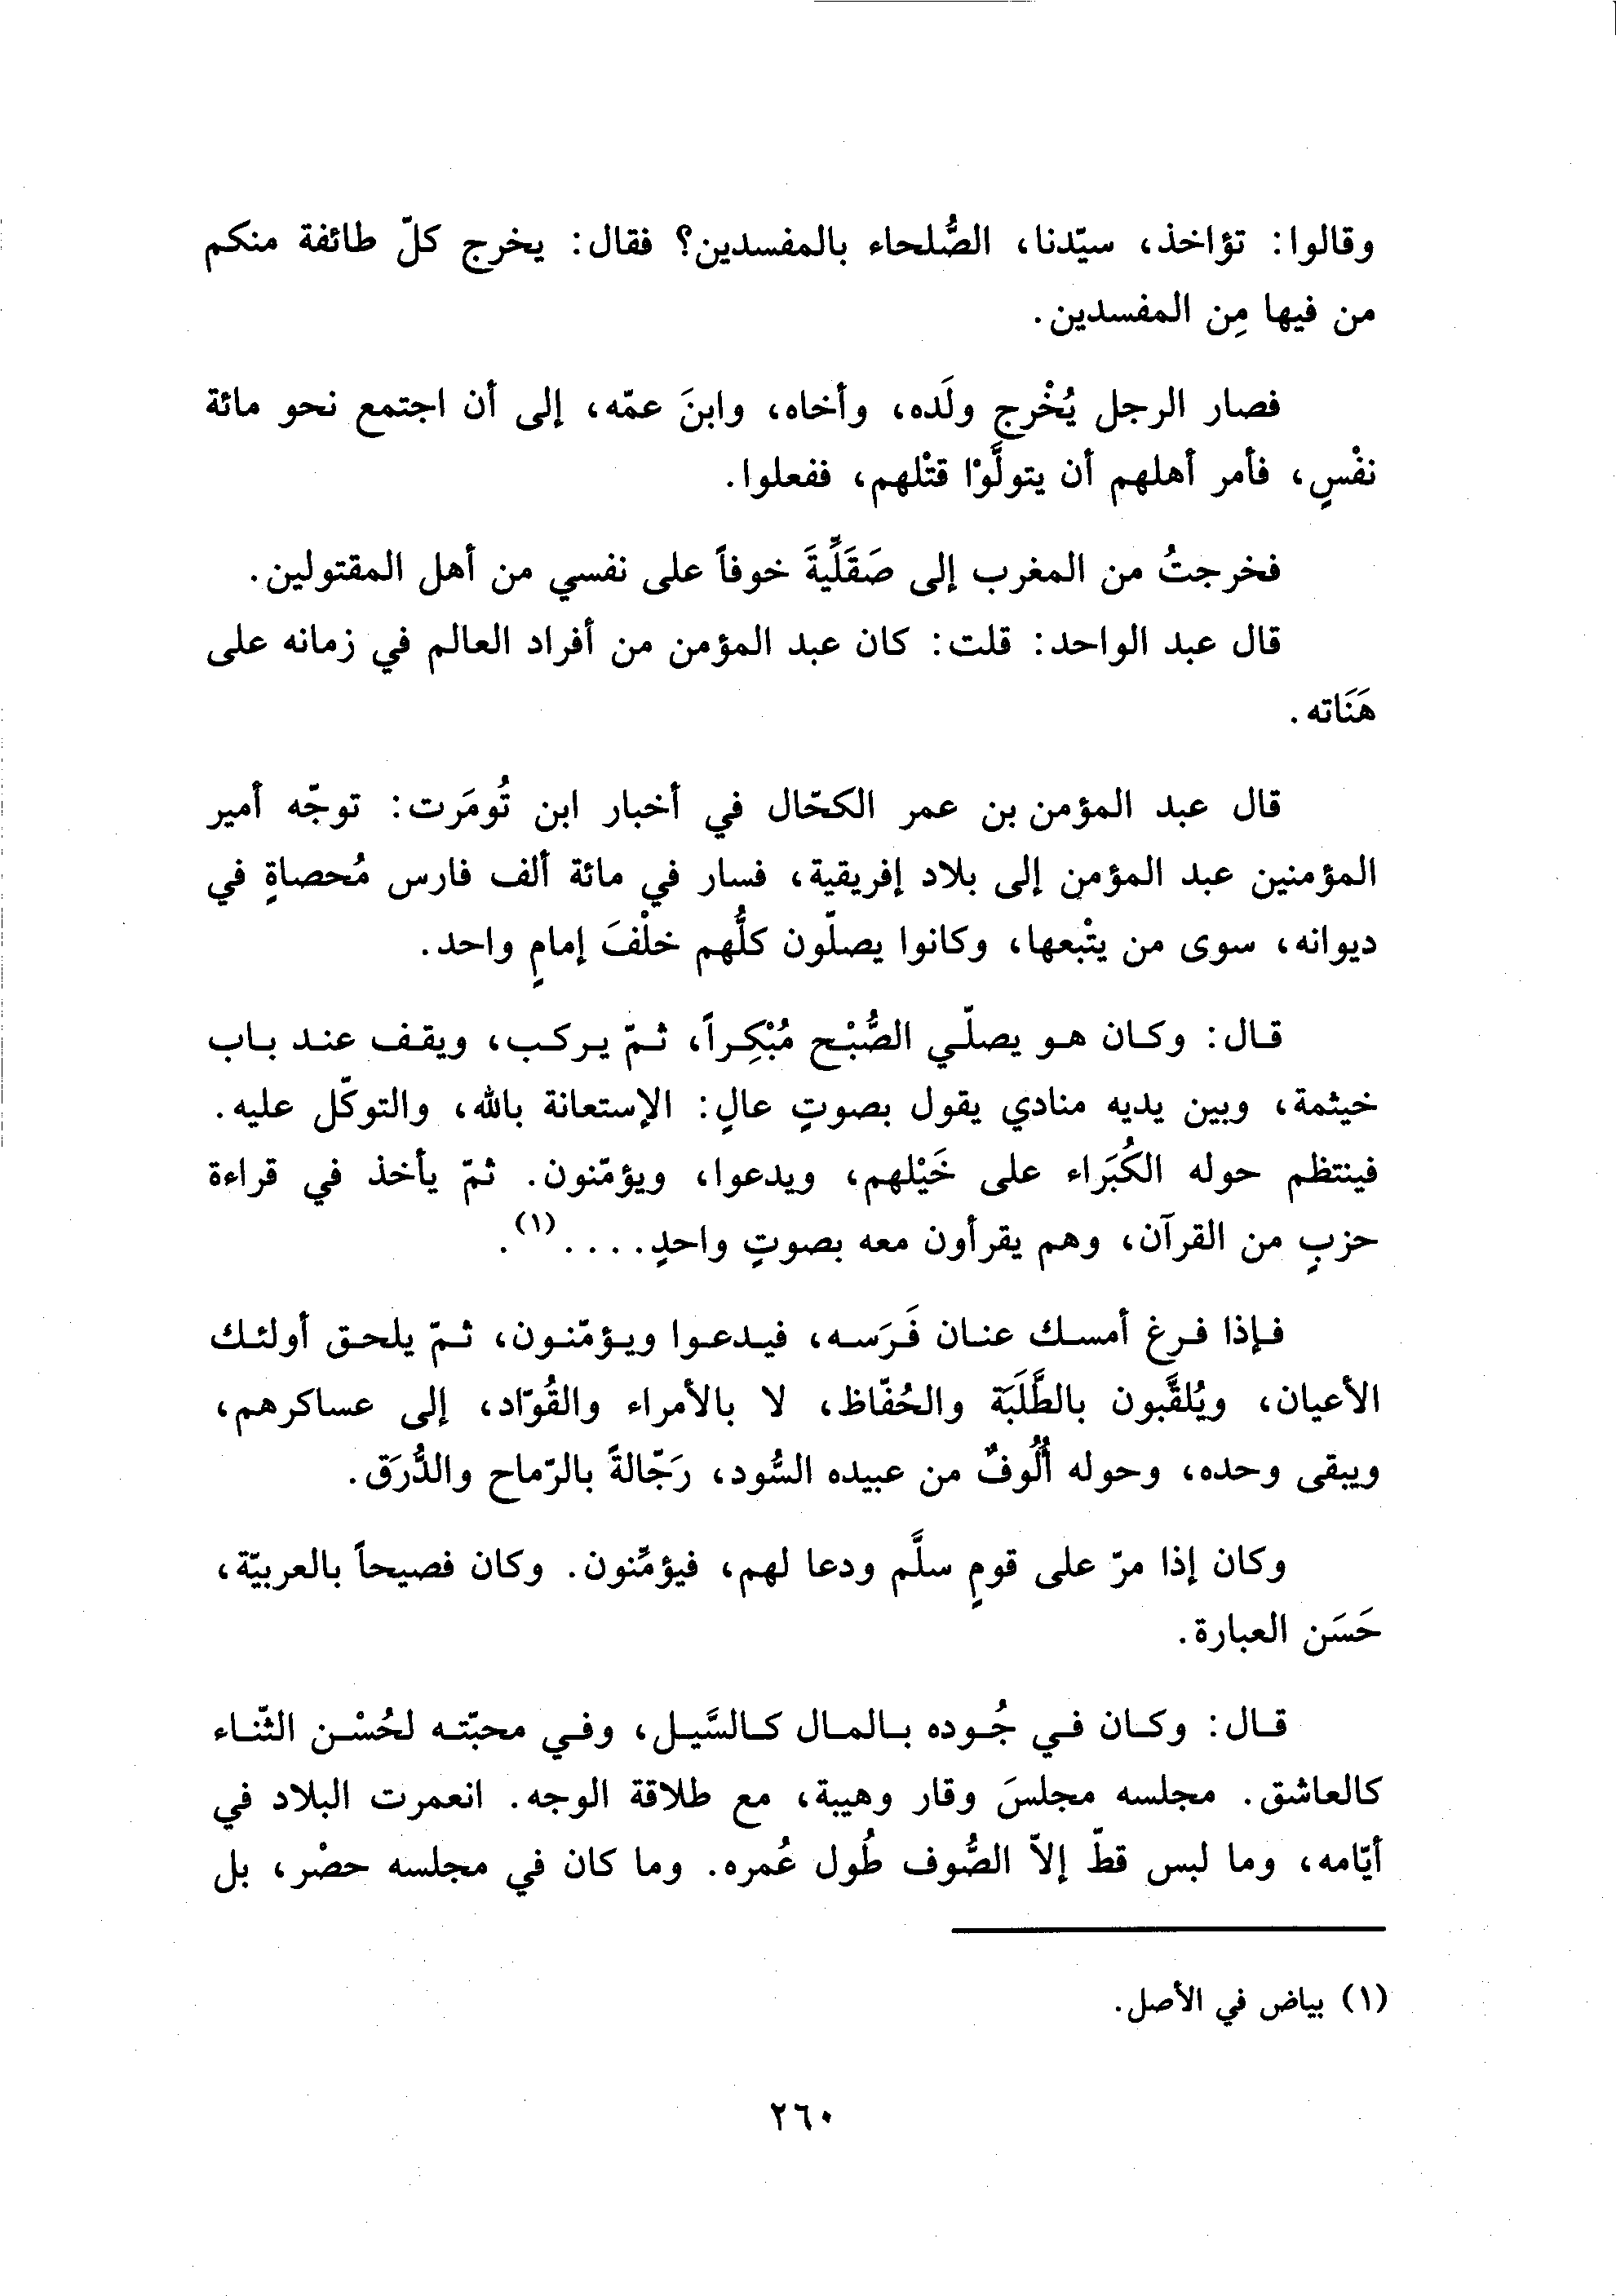 وقالوا: تؤاخذ، سيّدنا، الصُّلحاء بالمفسدين؟ فقال: يخرج كلّ طائفة منكم
من فيها مِن المفسدين.
فصار الرجل يُخْرج ولَده، وأخاه، وابنَ عمّه، إلى أن اجتمع نحو مائة
نفْسٍ، فأمر أهلهم أن يتولَّوْا قتْلهم، ففعلوا.
فخرجتُ من المغرب إلى صَقَلِّيةَ خوفاً على نفسي من أهل المقتولين.
قال عبد الواحد: قلت: كان عبد المؤمن من أفراد العالم في زمانه على
هَنَاته.
قال عبد المؤمن بن عمر الكحّال في أخبار ابن تُومَرت: توجّه أمير
المؤمنين عبد المؤمن إلى بلاد إفريقية، فسار في مائة ألف فارس مُحصاةٍ في
ديوانه، سوى من يتْبعها، وكانوا يصلّون كلُّهم خلْفَ إمامٍ واحد.
قال: وكان هو يصلّي الصُّبْح مُبْكِراً، ثمّ يركب، ويقف عند باب
خيثمة، وبين يديه منادي يقول بصوتٍ عالٍ: الإستعانة بالله، والتوكّل عليه.
فينتظم حوله الكُبَراء على خَيْلهم، ويدعوا، ويؤمّنون. ثمّ يأخذ في قراءة
حزبٍ من القرآن، وهم يقرأون معه بصوتٍ واحدٍ. . . .(١).
فإذا فرغ أمسك عنان فَرَسه، فيدعوا ويؤمّنون، ثمّ يلحق أولئك
الأعيان، ويُلقَّبون بالطَّلَبَة والحُفّاظ، لا بالأمراء والقُوّاد، إلى عساكرهم،
ويبقى وحده، وحوله أُلُوفٌ من عبيده السُّود، رَجّالةً بالرّماح والدُّرَق.
وكان إذا مرّ على قومٍ سلَّم ودعا لهم، فيؤمِّنون. وكان فصيحاً بالعربيّة،
حَسَن العبارة.
قال: وكان في جُوده بالمال كالسَّيل، وفي محبّته لحُسْن الثّناء
كالعاشق. مجلسه مجلسَ وقار وهيبة، مع طلاقة الوجه. انعمرت البلاد في
أيّامه، وما لبس قطّ إلاّ الصُّوف طُول عُمره. وما كان في مجلسه حصْر، بل
(١) بياض في الأصل.
٢٦٠